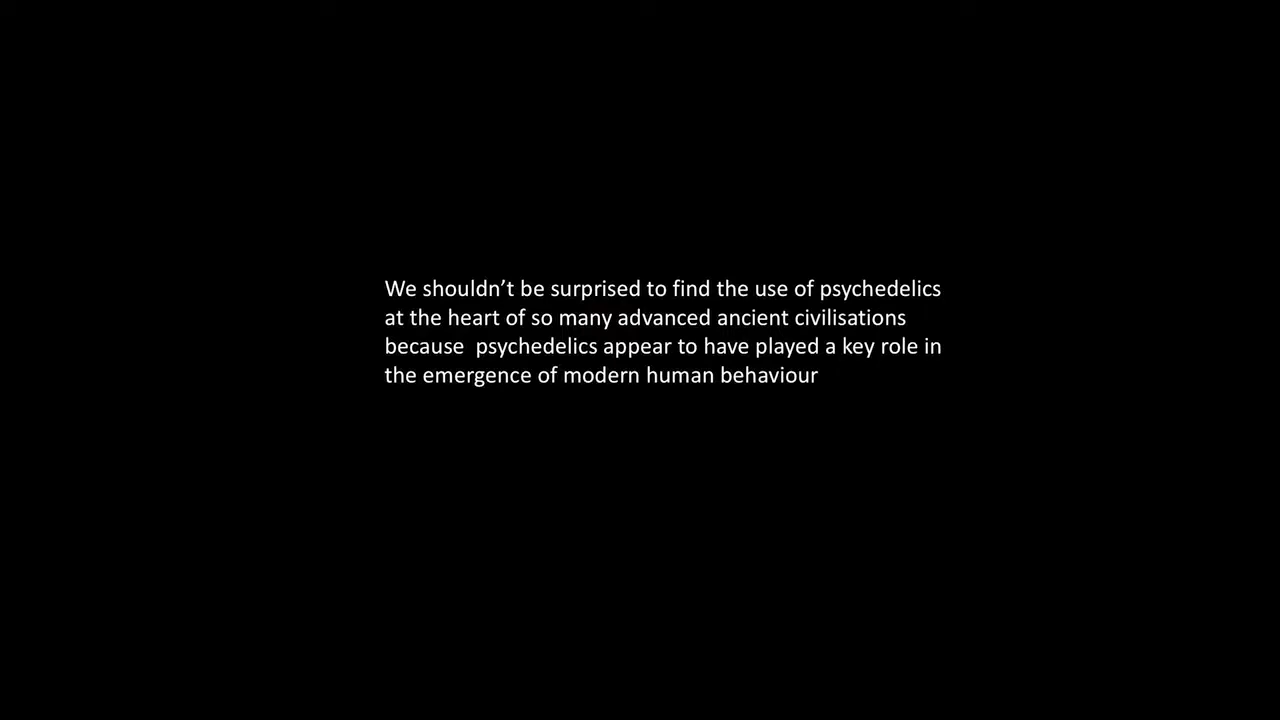 We shouldn’t be surprised to find the use of psychedelics
at the heart of so many advanced ancient civilisations
because  psychedelics appear to have played a key role in
the emergence of modern human behaviour